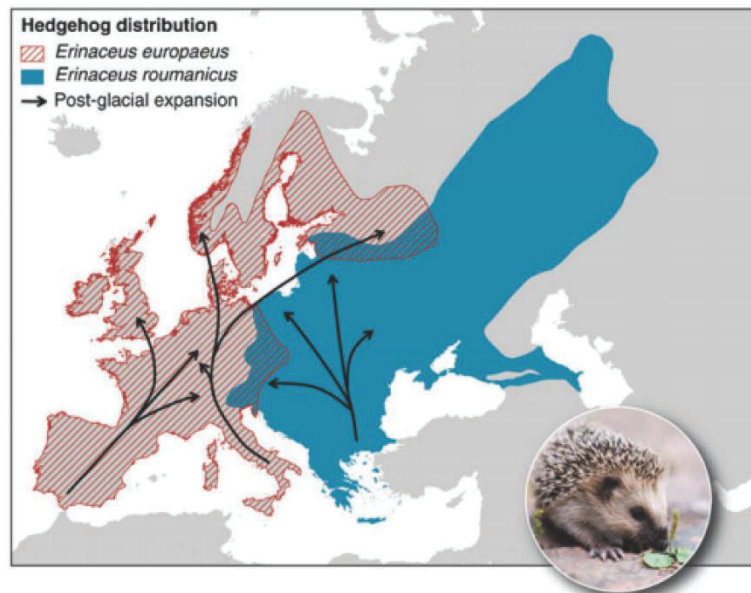 Hedgehog distribution
Erinaceus europaeus
Erinaceus roumanicus
Post-glacial expansion